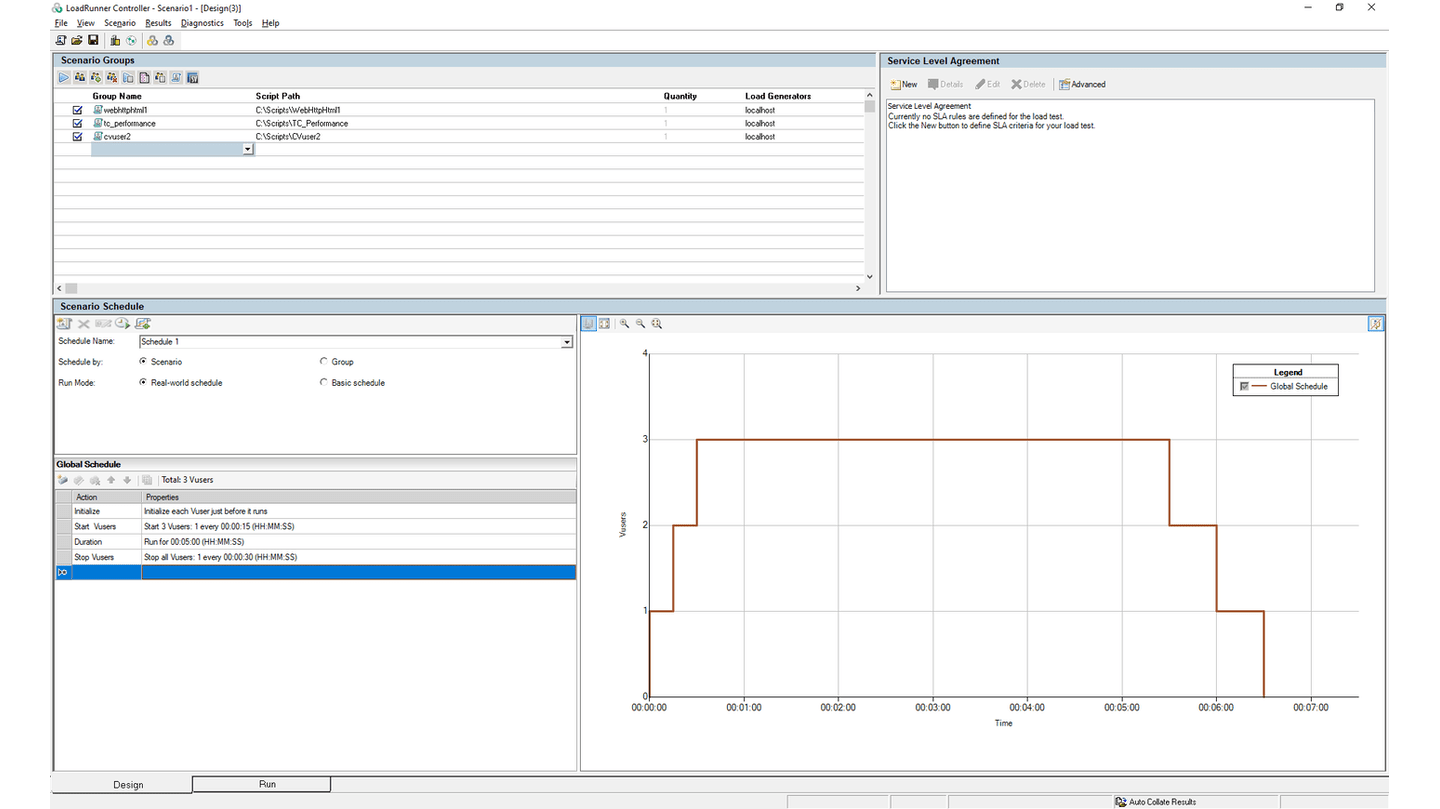 LoadRunner Controller - Scenario1 - [Design(3)]
File View Scenario Results Diagnostics Tools Help
Scenario Groups
Group Name Script Path Quantity Load Generators
webhttphtml1 C:\Scripts\WebHttpHtml1 1 localhost
tc_performance C:\Scripts\TC_Performance 1 localhost
cvuser2 C:\Scripts\CVuser2 1 localhost
Service Level Agreement
New Details Edit Delete Advanced
Service Level Agreement
Currently no SLA rules are defined for the load test.
Click the New button to define SLA criteria for your load test.
Scenario Schedule
Schedule Name: Schedule 1
Schedule by: Scenario Group
Run Mode: Real-world schedule Basic schedule
Global Schedule
Total: 3 Vusers
Action Properties
Initialize Initialize each Vuser just before it runs
Start Vusers Start 3 Vusers: 1 every 00:00:15 (HH:MM:SS)
Duration Run for 00:05:00 (HH:MM:SS)
Stop Vusers Stop all Vusers: 1 every 00:00:30 (HH:MM:SS)
Legend
Global Schedule
4
3
2
1
0
Vusers
00:00:00 00:01:00 00:02:00 00:03:00 00:04:00 00:05:00 00:06:00 00:07:00
Time
Design Run
Auto Collate Results